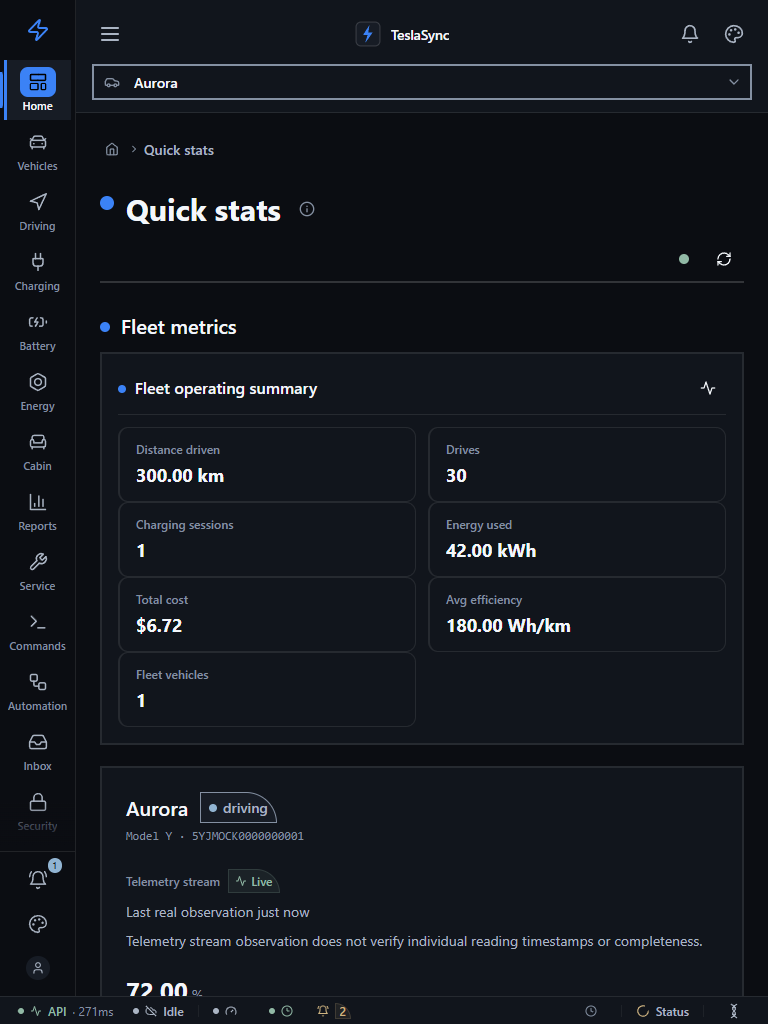 TeslaSync
Aurora
Home
Vehicles
Driving
Charging
Battery
Energy
Cabin
Reports
Service
Commands
Automation
Inbox
Security
1
Quick stats
Quick stats
Fleet metrics
Fleet operating summary
Distance driven
300.00 km
Drives
30
Charging sessions
1
Energy used
42.00 kWh
Total cost
$6.72
Avg efficiency
180.00 Wh/km
Fleet vehicles
1
Aurora driving
Model Y · 5YJMOCK0000000001
Telemetry stream Live
Last real observation just now
Telemetry stream observation does not verify individual reading timestamps or completeness.
72.00 %
API · 271ms Idle 2 Status